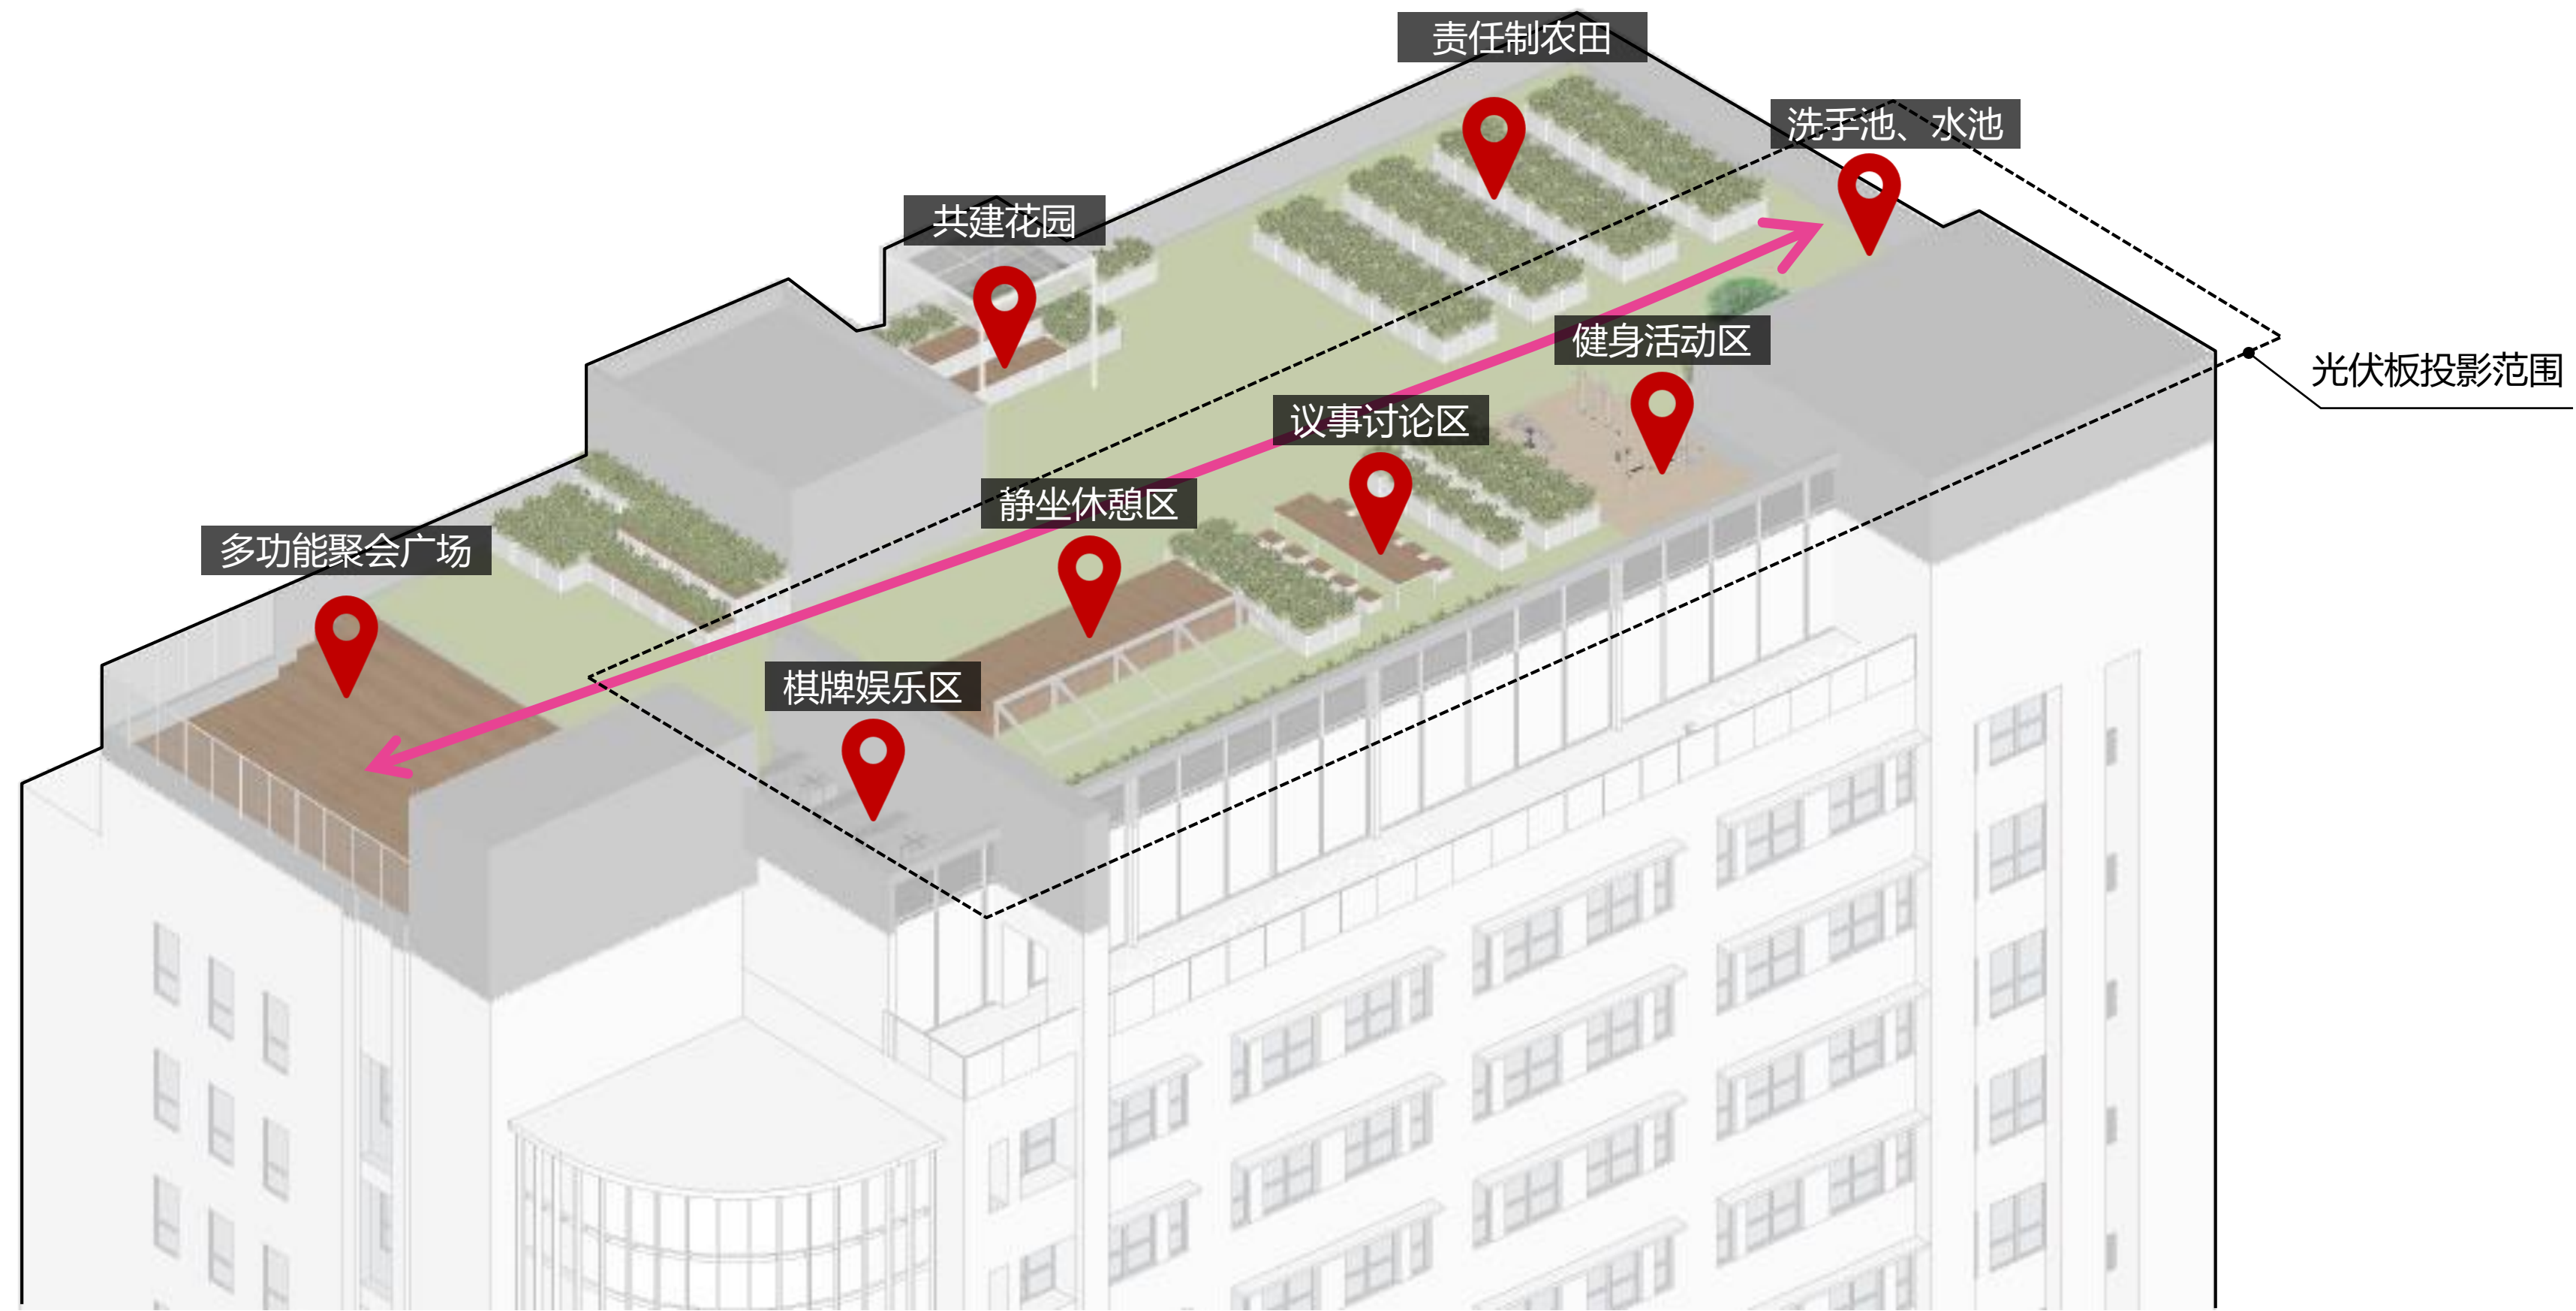 责任制农田
洗手池、水池
共建花园
健身活动区
光伏板投影范围
议事讨论区
静坐休憩区
多功能聚会广场
棋牌娱乐区